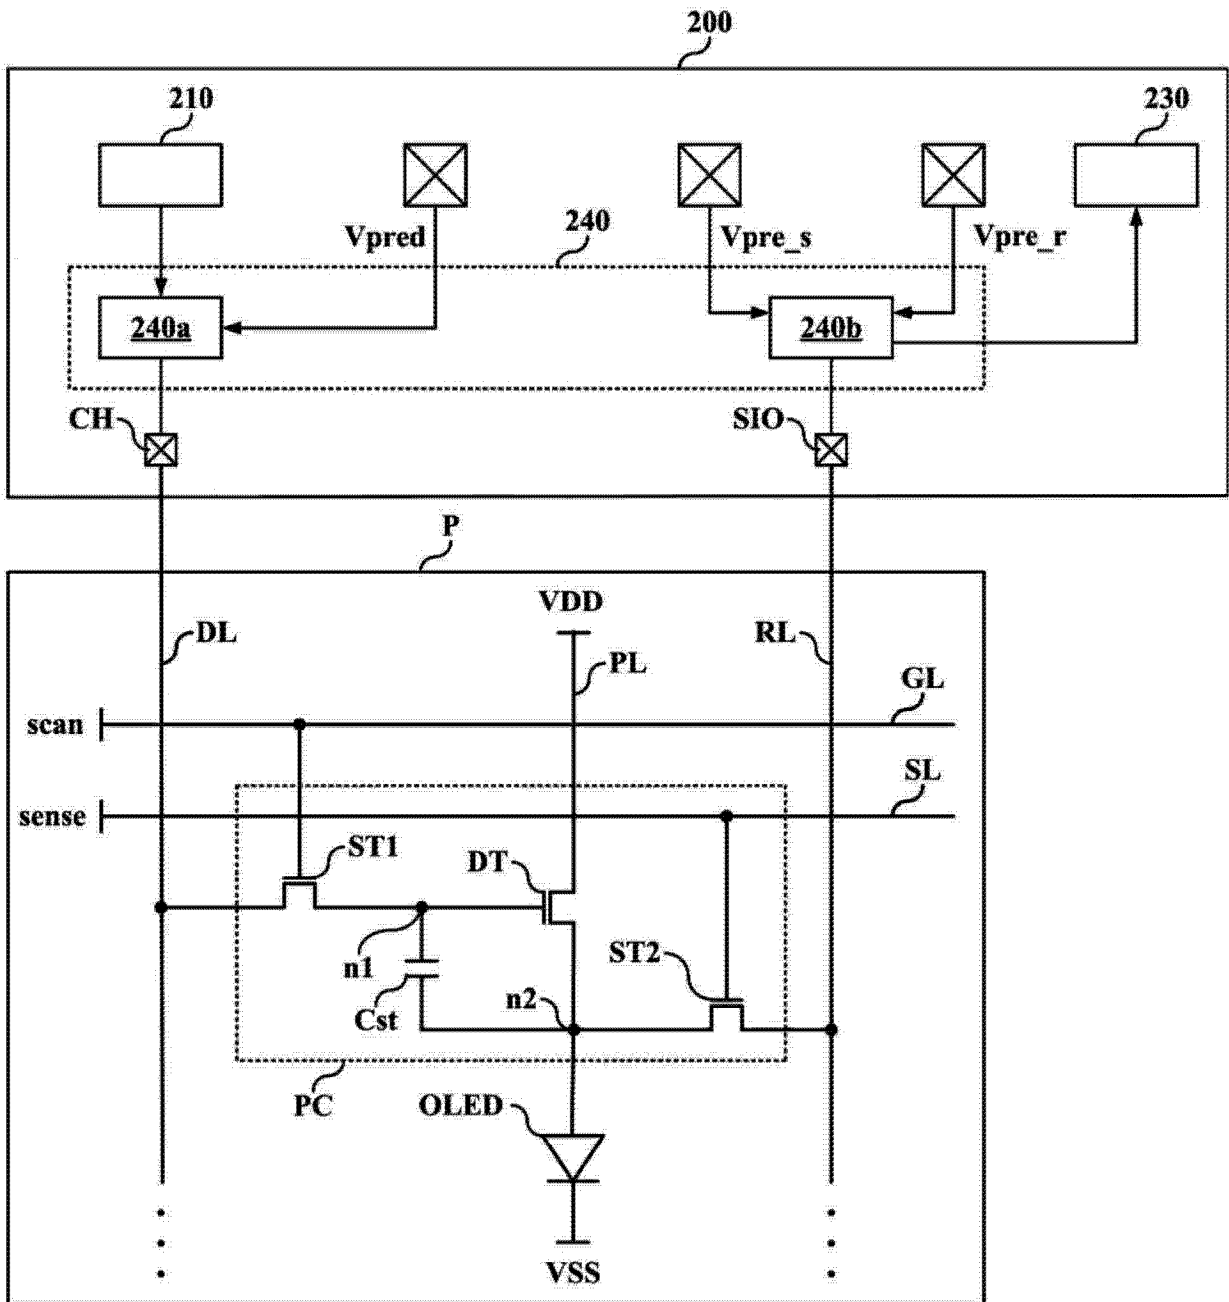 200
210
230
Vpred
240
Vpre_s
Vpre_r
240a
240b
CH
SIO
P
VDD
DL
RL
PL
GL
scan
SL
sense
ST1
DT
ST2
n1
n2
Cst
PC
OLED
VSS